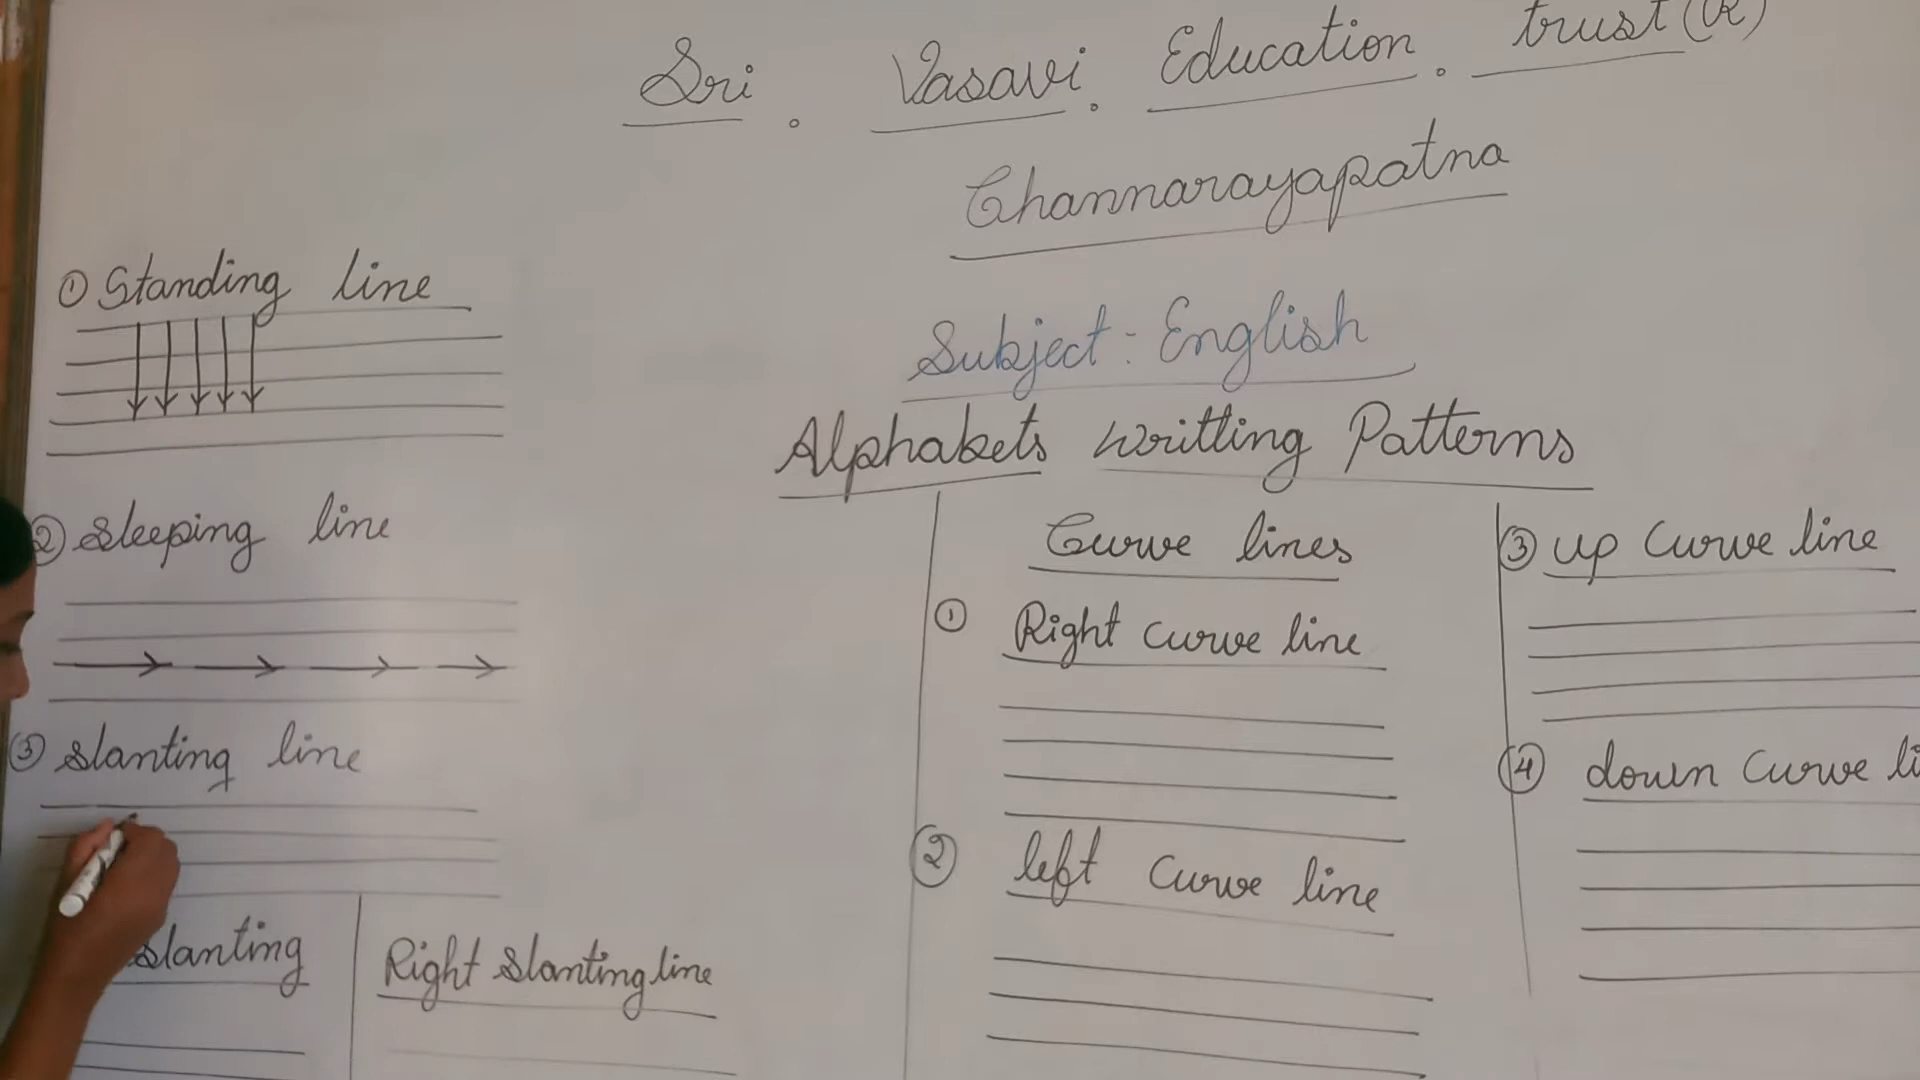 Sri. Vasavi. Education. trust (R)
Channarayapatna
Subject: English
Alphabets writting Patterns
① Standing line
② sleeping line
③ slanting line
slanting
Right slanting line
Curve lines
① Right curve line
② left curve line
③ up curve line
④ down curve li